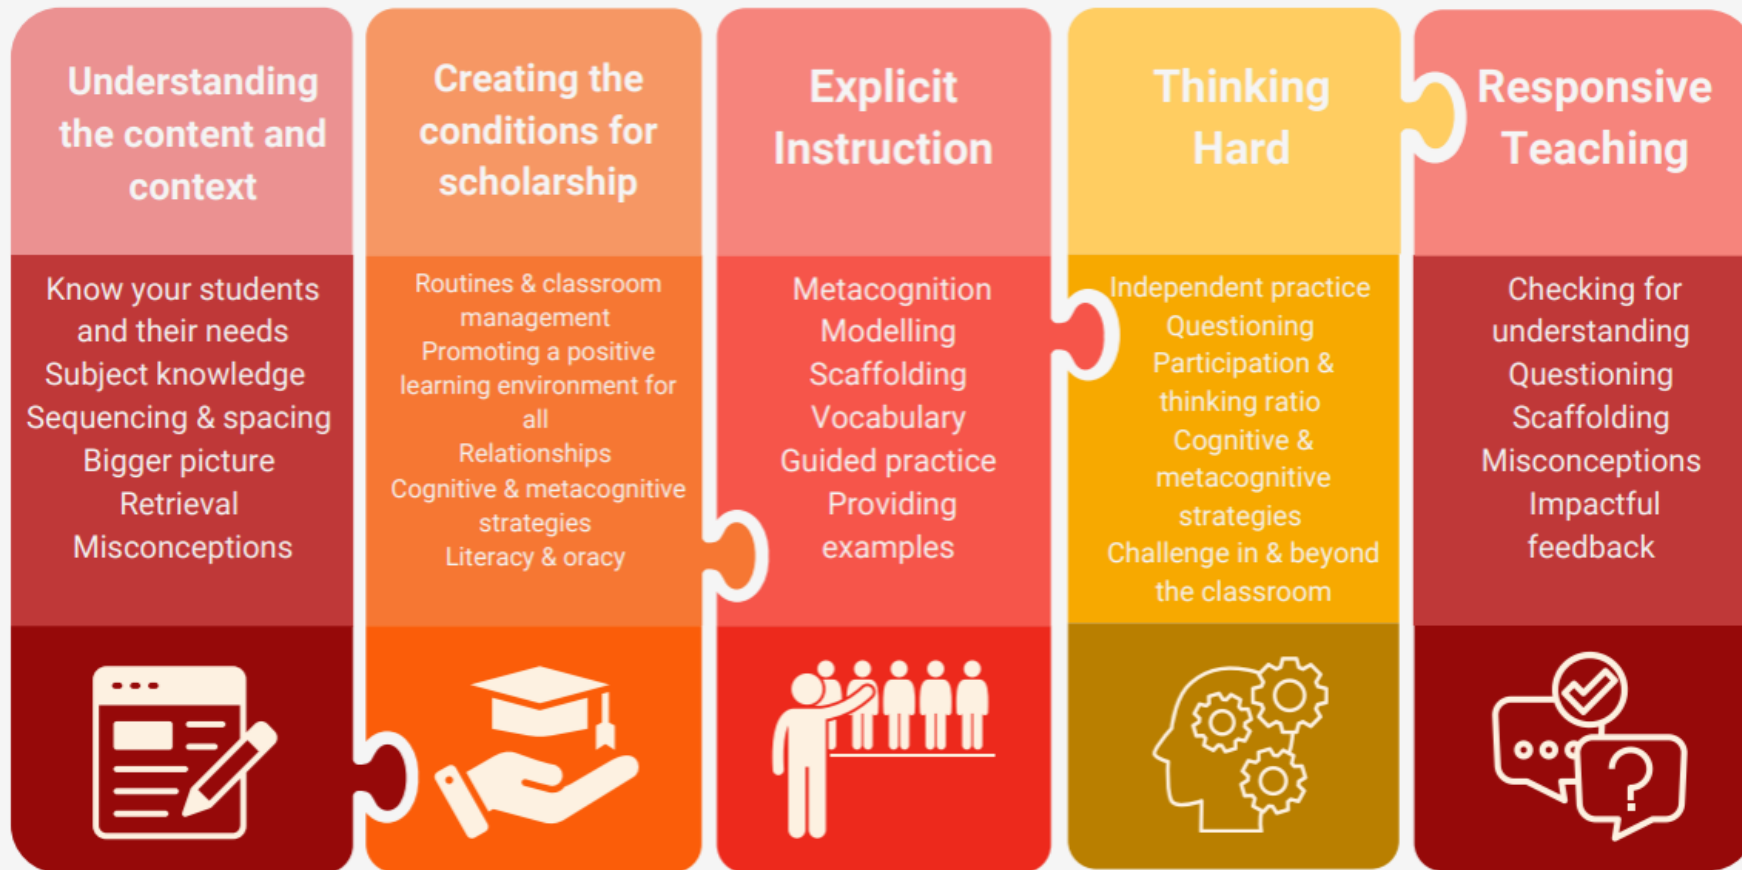 Understanding
the content and
context
Know your students
and their needs
Subject knowledge
Sequencing & spacing
Bigger picture
Retrieval
Misconceptions
Creating the
conditions for
scholarship
Routines & classroom
management
Promoting a positive
learning environment for
all
Relationships
Cognitive & metacognitive
strategies
Literacy & oracy
Explicit
Instruction
Metacognition
Modelling
Scaffolding
Vocabulary
Guided practice
Providing
examples
Thinking
Hard
Independent practice
Questioning
Participation &
thinking ratio
Cognitive &
metacognitive
strategies
Challenge in & beyond
the classroom
Responsive
Teaching
Checking for
understanding
Questioning
Scaffolding
Misconceptions
Impactful
feedback
?